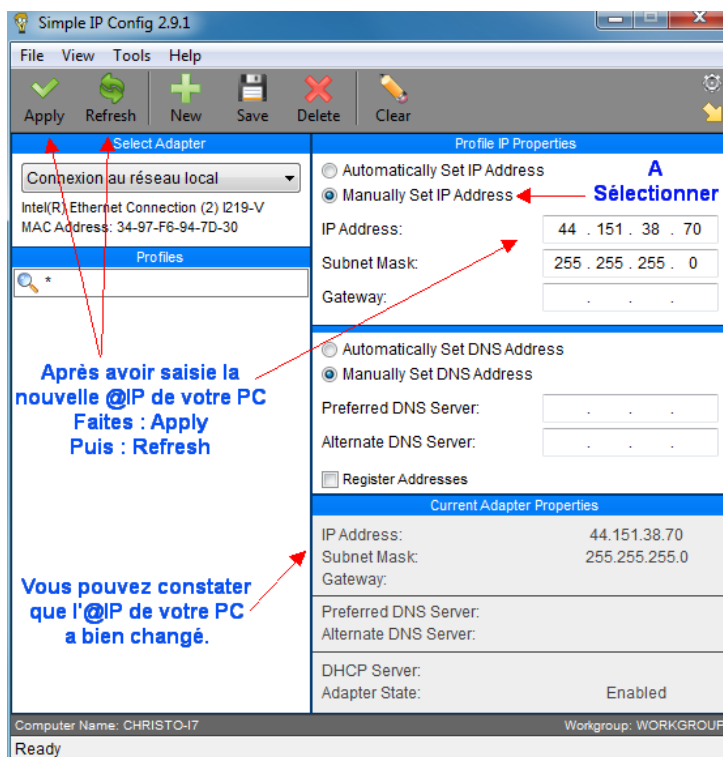 Simple IP Config 2.9.1
File View Tools Help
Apply Refresh New Save Delete Clear
Select Adapter
Connexion au réseau local
Intel(R) Ethernet Connection (2) I219-V
MAC Address: 34-97-F6-94-7D-30
Profiles
*
Après avoir saisie la
nouvelle @IP de votre PC
Faites : Apply
Puis : Refresh
Vous pouvez constater
que l'@IP de votre PC
a bien changé.
Profile IP Properties
Automatically Set IP Address
Manually Set IP Address
A
Sélectionner
IP Address: 44 . 151 . 38 . 70
Subnet Mask: 255 . 255 . 255 . 0
Gateway: . . .
Automatically Set DNS Address
Manually Set DNS Address
Preferred DNS Server: . . .
Alternate DNS Server: . . .
Register Addresses
Current Adapter Properties
IP Address: 44.151.38.70
Subnet Mask: 255.255.255.0
Gateway:
Preferred DNS Server:
Alternate DNS Server:
DHCP Server:
Adapter State: Enabled
Computer Name: CHRISTO-I7 Workgroup: WORKGROUP
Ready